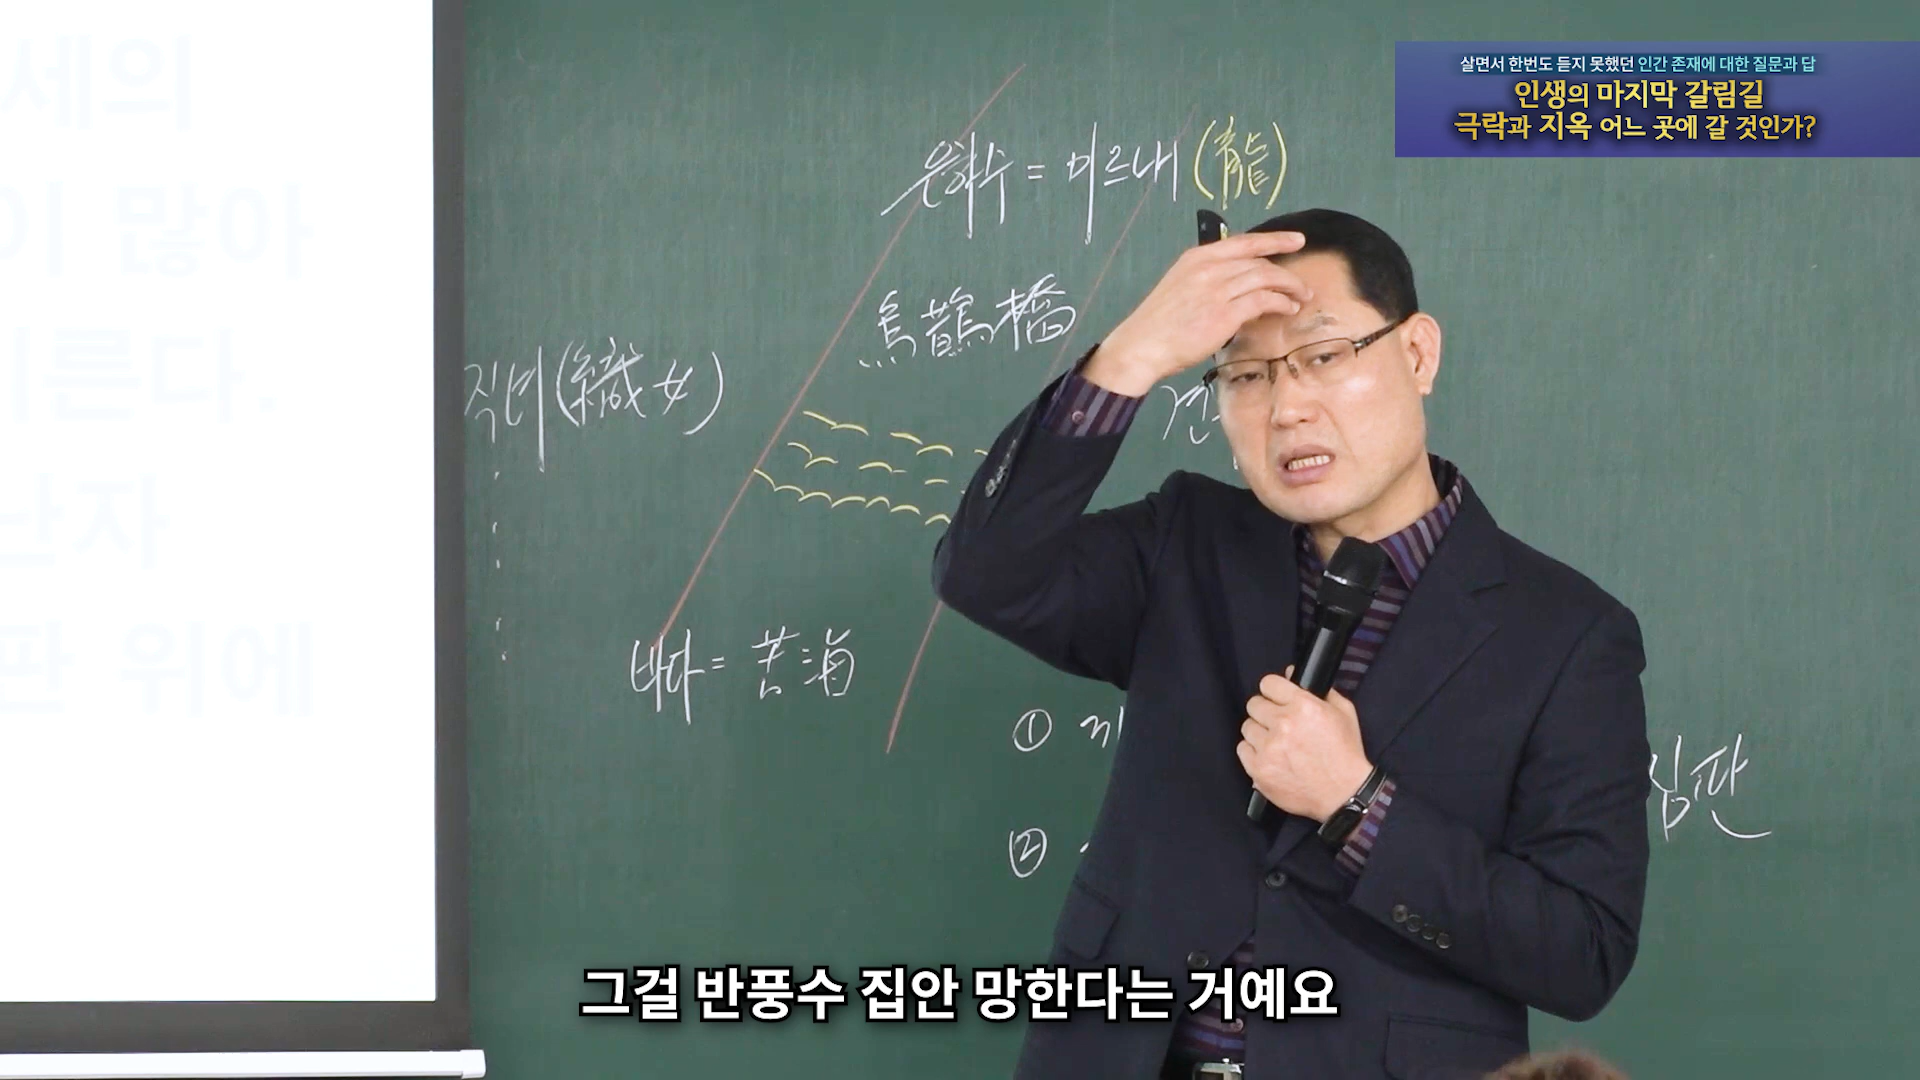 살면서 한번도 듣지 못했던 인간 존재에 대한 질문과 답
인생의 마지막 갈림길
극락과 지옥 어느 곳에 갈 것인가?
세의
이 많아
른다.
난자
판 위에
은하수 = 미르내 (龍)
烏鵲橋
직녀 (織女)
견
바다 = 苦海
①
②
심판
그걸 반풍수 집안 망한다는 거예요